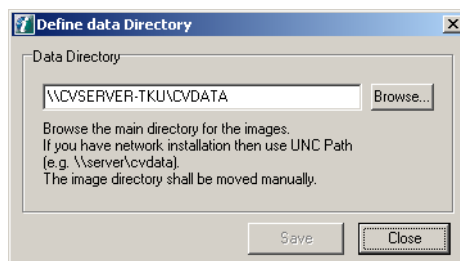 Define data Directory
Data Directory
\\CVSERVER-TKU\CVDATA
Browse...
Browse the main directory for the images.
If you have network installation then use UNC Path
(e.g. \\server\cvdata).
The image directory shall be moved manually.
Save
Close